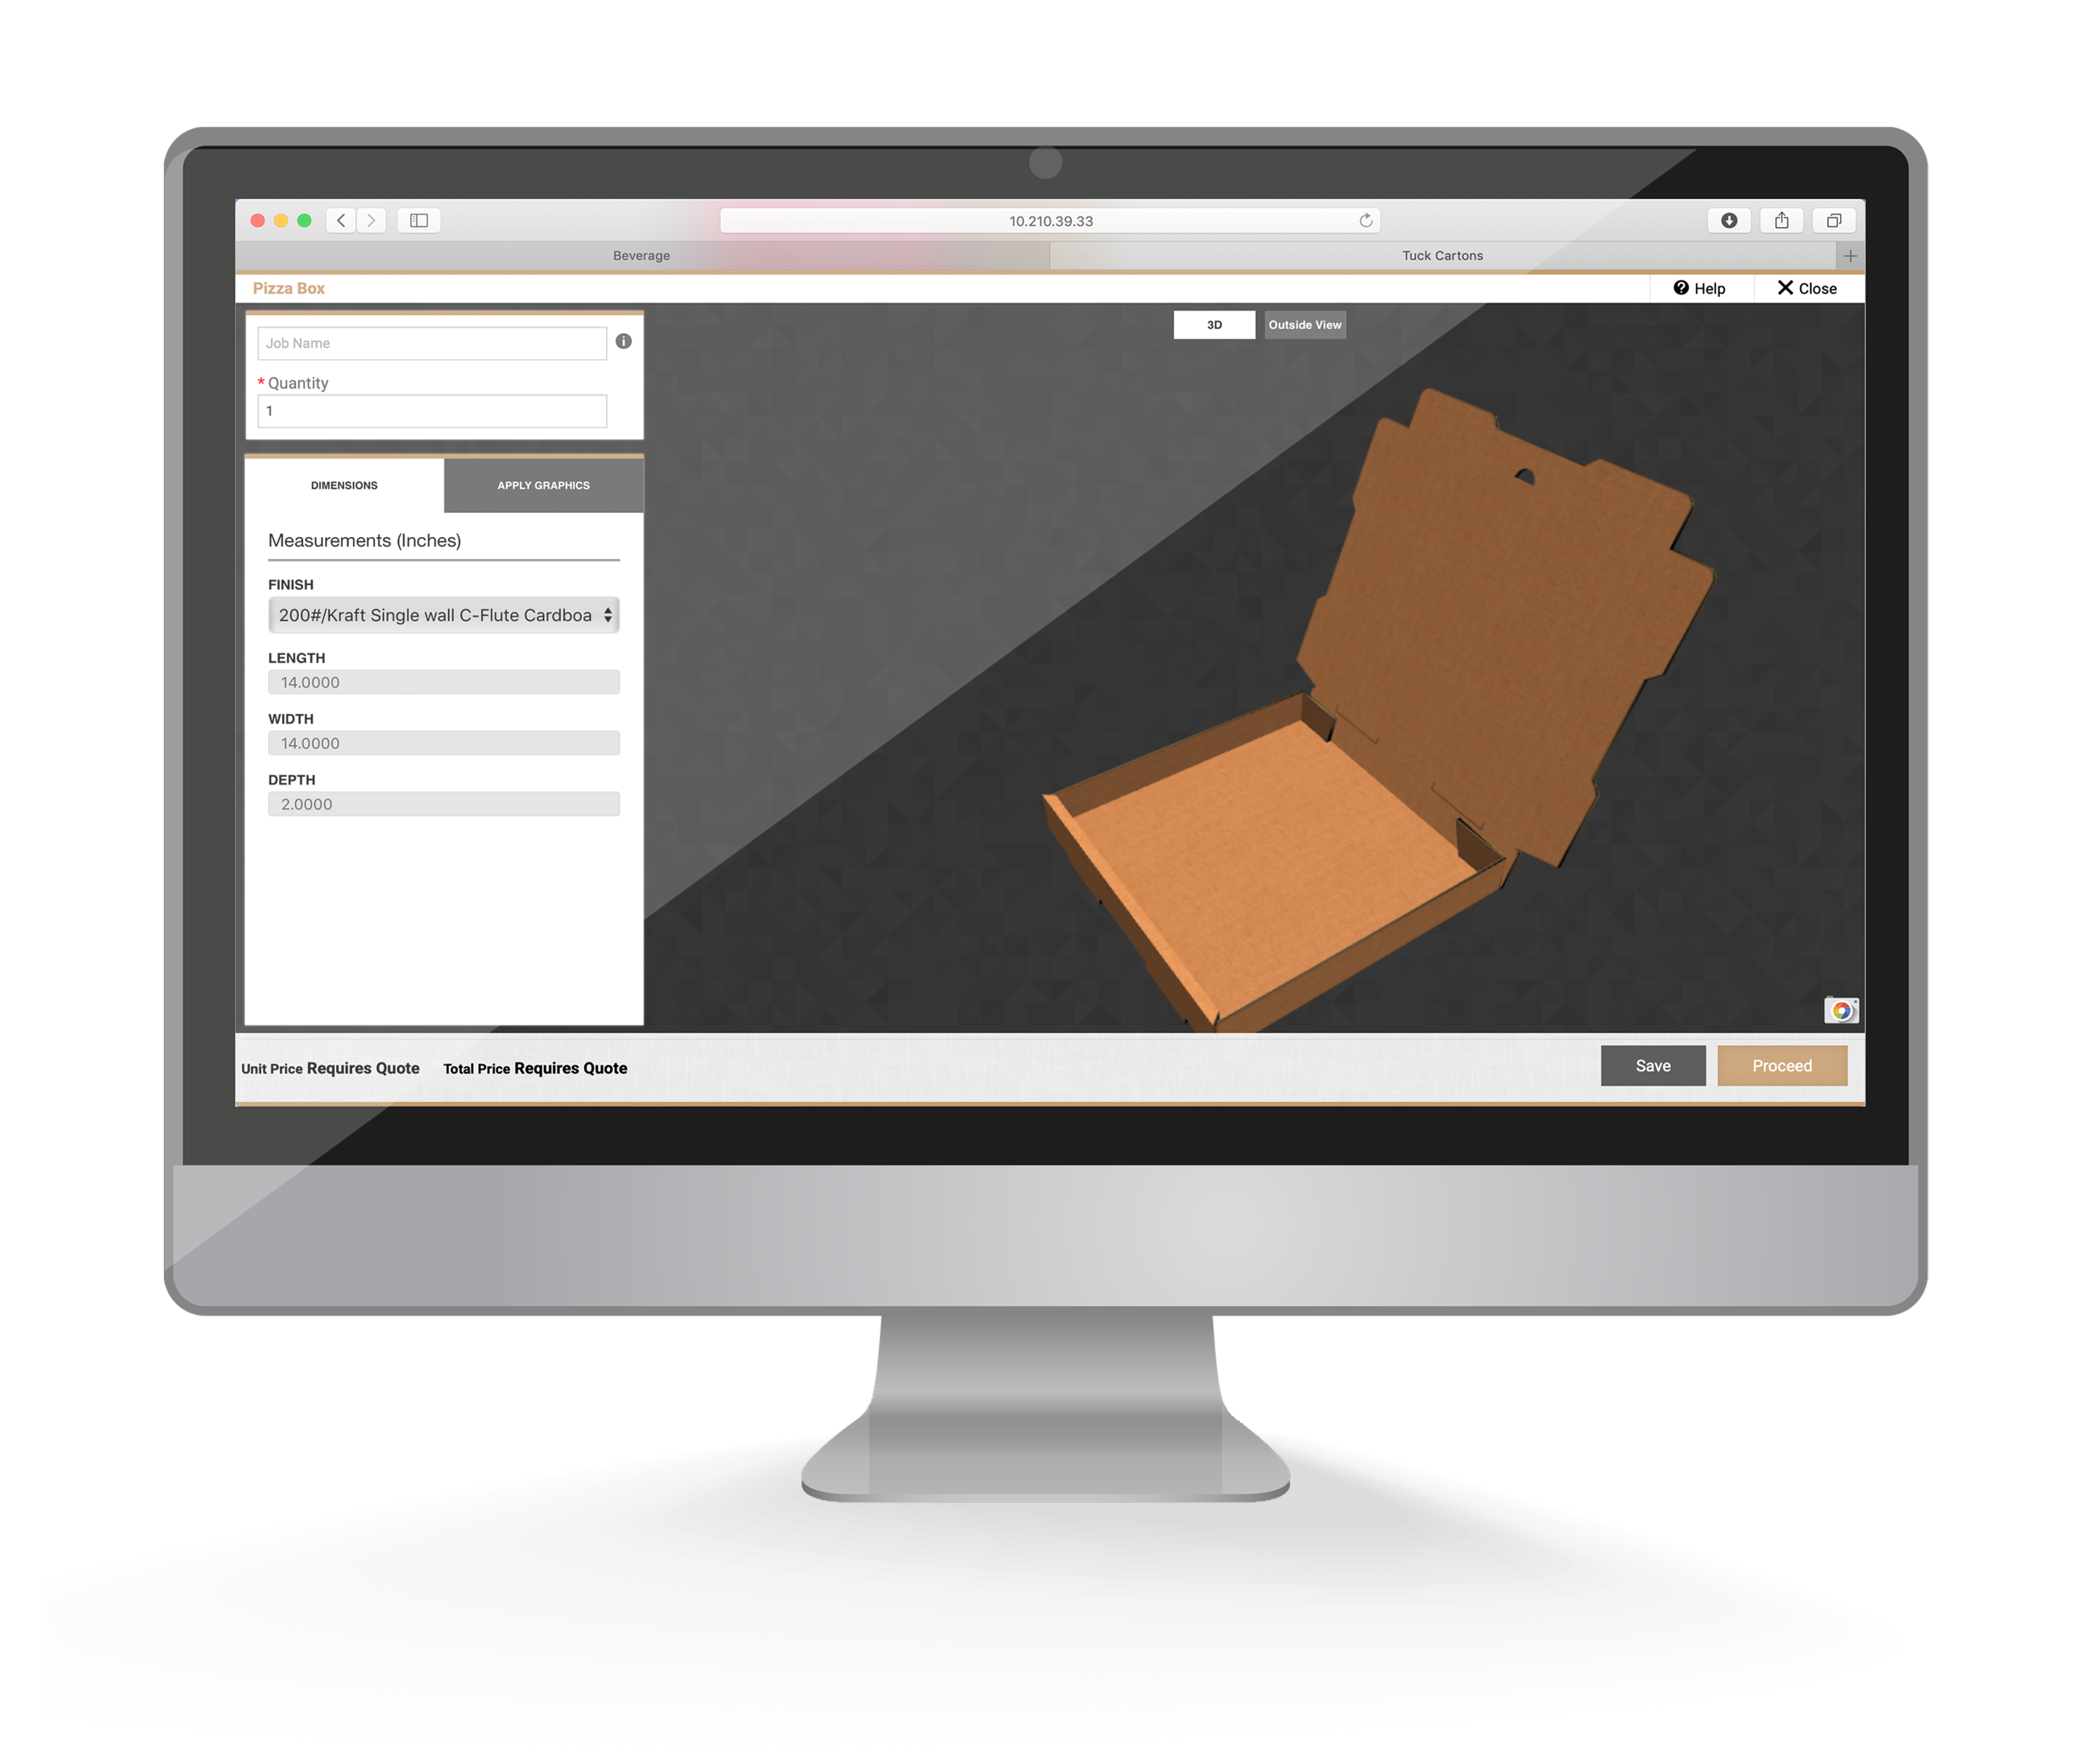 10.210.39.33
Beverage
Tuck Cartons
Pizza Box
Help
Close
Job Name
* Quantity
1
3D
Outside View
DIMENSIONS
APPLY GRAPHICS
Measurements (Inches)
FINISH
200#/Kraft Single wall C-Flute Cardboa
LENGTH
14.0000
WIDTH
14.0000
DEPTH
2.0000
Unit Price Requires Quote
Total Price Requires Quote
Save
Proceed